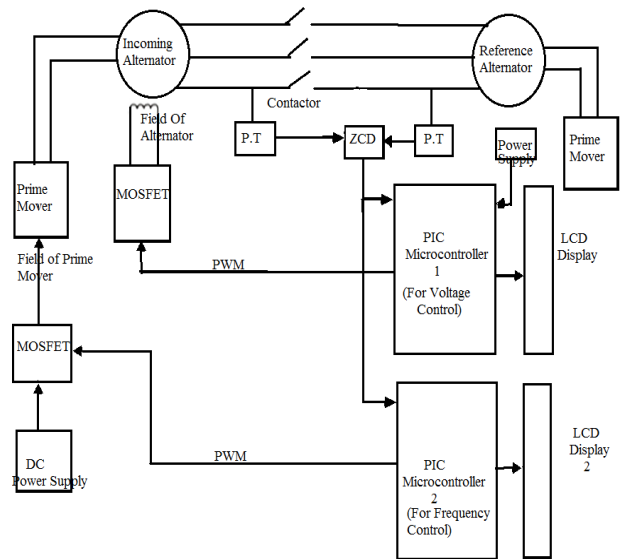 Incoming
Alternator
Reference
Alternator
Contactor
Field Of
Alternator
P.T
ZCD
P.T
Power
Supply
Prime
Mover
Prime
Mover
MOSFET
PIC
Microcontroller
1
(For Voltage
Control)
LCD
Display
Field of Prime
Mover
PWM
MOSFET
DC
Power Supply
PWM
PIC
Microcontroller
2
(For Frequency
Control)
LCD
Display
2